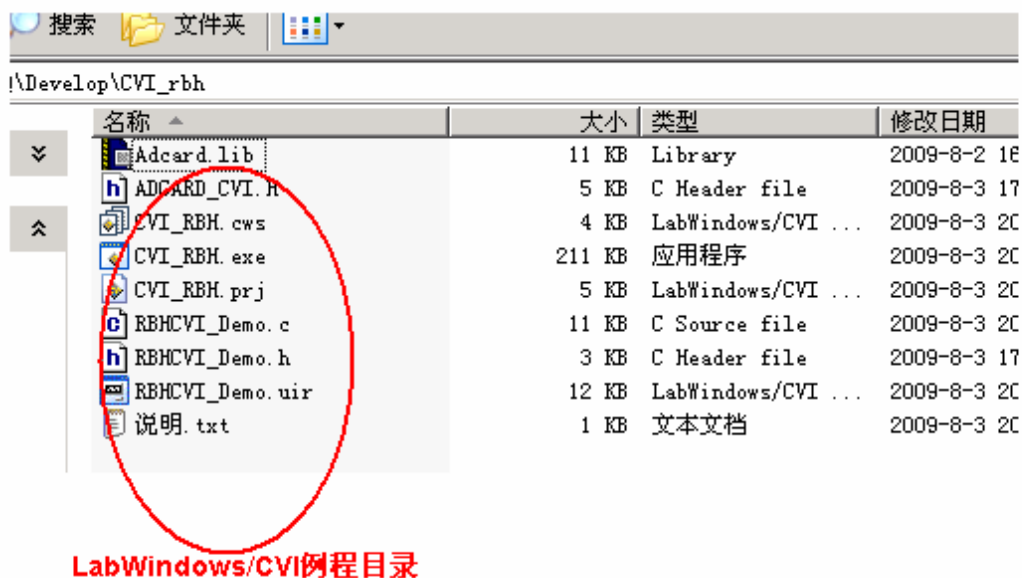 搜索 文件夹
\Develop\CVI_rbh
名称 大小 类型 修改日期
Adcard.lib 11 KB Library 2009-8-2 16
ADCARD_CVI.H 5 KB C Header file 2009-8-3 17
CVI_RBH.cws 4 KB LabWindows/CVI ... 2009-8-3 20
CVI_RBH.exe 211 KB 应用程序 2009-8-3 20
CVI_RBH.prj 5 KB LabWindows/CVI ... 2009-8-3 20
RBHCVI_Demo.c 11 KB C Source file 2009-8-3 20
RBHCVI_Demo.h 3 KB C Header file 2009-8-3 17
RBHCVI_Demo.uir 12 KB LabWindows/CVI ... 2009-8-3 20
说明.txt 1 KB 文本文档 2009-8-3 20
LabWindows/CVI例程目录